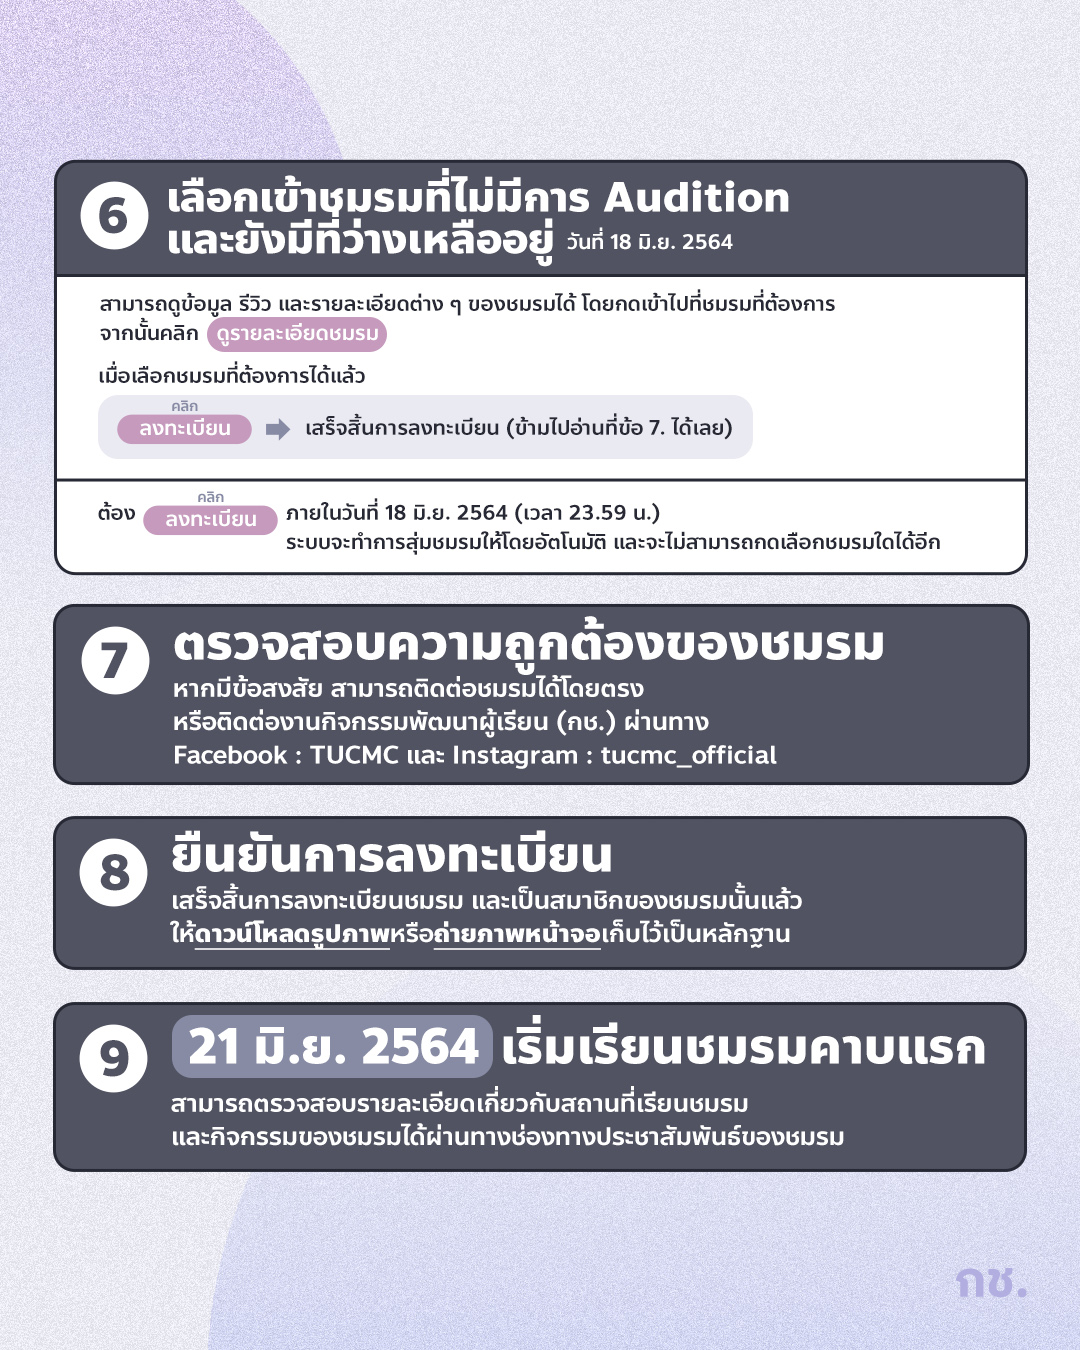 6
เลือกเข้าชมรมที่ไม่มีการ Audition
และยังมีที่ว่างเหลืออยู่ วันที่ 18 มิ.ย. 2564
สามารถดูข้อมูล รีวิว และรายละเอียดต่าง ๆ ของชมรมได้ โดยกดเข้าไปที่ชมรมที่ต้องการ
จากนั้นคลิก ดูรายละเอียดชมรม
เมื่อเลือกชมรมที่ต้องการได้แล้ว
คลิก
ลงทะเบียน เสร็จสิ้นการลงทะเบียน (ข้ามไปอ่านที่ข้อ 7. ได้เลย)
คลิก
ต้อง ลงทะเบียน ภายในวันที่ 18 มิ.ย. 2564 (เวลา 23.59 น.)
ระบบจะทำการสุ่มชมรมให้โดยอัตโนมัติ และจะไม่สามารถกดเลือกชมรมใดได้อีก
7
ตรวจสอบความถูกต้องของชมรม
หากมีข้อสงสัย สามารถติดต่อชมรมได้โดยตรง
หรือติดต่องานกิจกรรมพัฒนาผู้เรียน (กช.) ผ่านทาง
Facebook : TUCMC และ Instagram : tucmc_official
8
ยืนยันการลงทะเบียน
เสร็จสิ้นการลงทะเบียนชมรม และเป็นสมาชิกของชมรมนั้นแล้ว
ให้ดาวน์โหลดรูปภาพหรือถ่ายภาพหน้าจอเก็บไว้เป็นหลักฐาน
9
21 มิ.ย. 2564 เริ่มเรียนชมรมคาบแรก
สามารถตรวจสอบรายละเอียดเกี่ยวกับสถานที่เรียนชมรม
และกิจกรรมของชมรมได้ผ่านทางช่องทางประชาสัมพันธ์ของชมรม
กช.